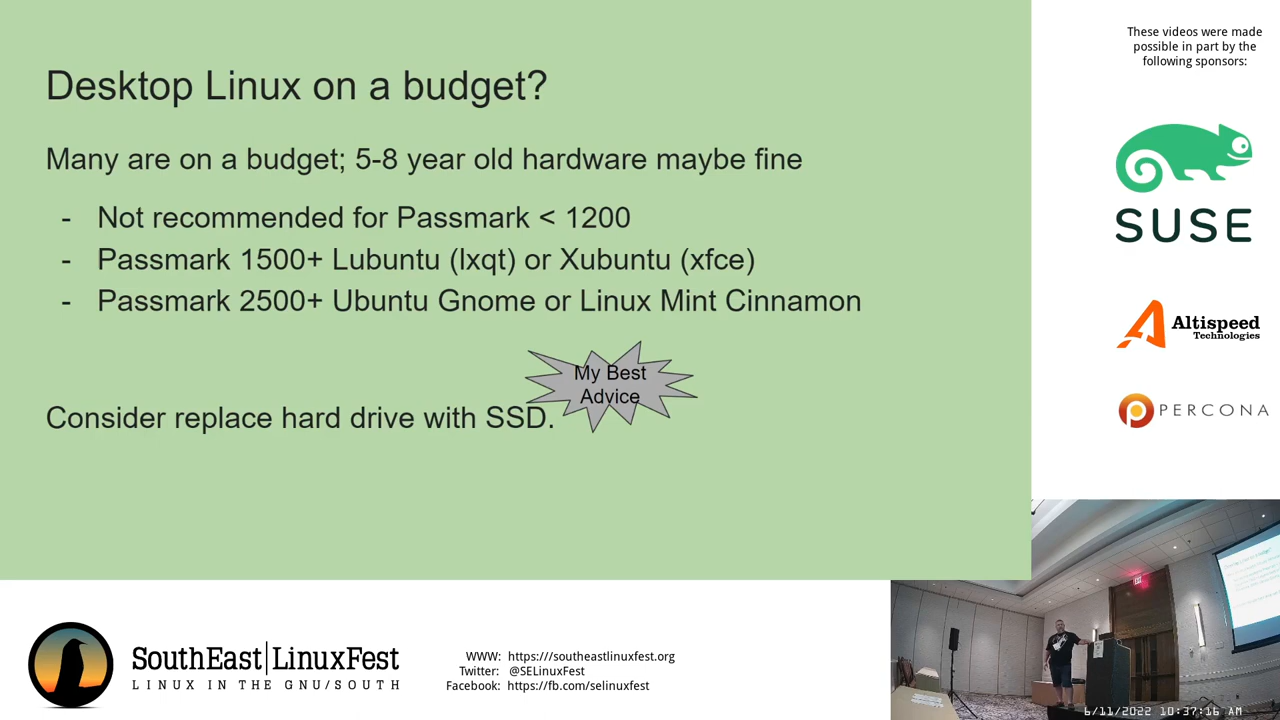 Desktop Linux on a budget?
Many are on a budget; 5-8 year old hardware maybe fine
- Not recommended for Passmark < 1200
- Passmark 1500+ Lubuntu (lxqt) or Xubuntu (xfce)
- Passmark 2500+ Ubuntu Gnome or Linux Mint Cinnamon
My Best
Advice
Consider replace hard drive with SSD.
These videos were made
possible in part by the
following sponsors:
SUSE
Altispeed
Technologies
PERCONA
SouthEast|LinuxFest
LINUX IN THE GNU/SOUTH
WWW: https:///southeastlinuxfest.org
Twitter: @SELinuxFest
Facebook: https://fb.com/selinuxfest
6/11/2022 10:37:16 AM